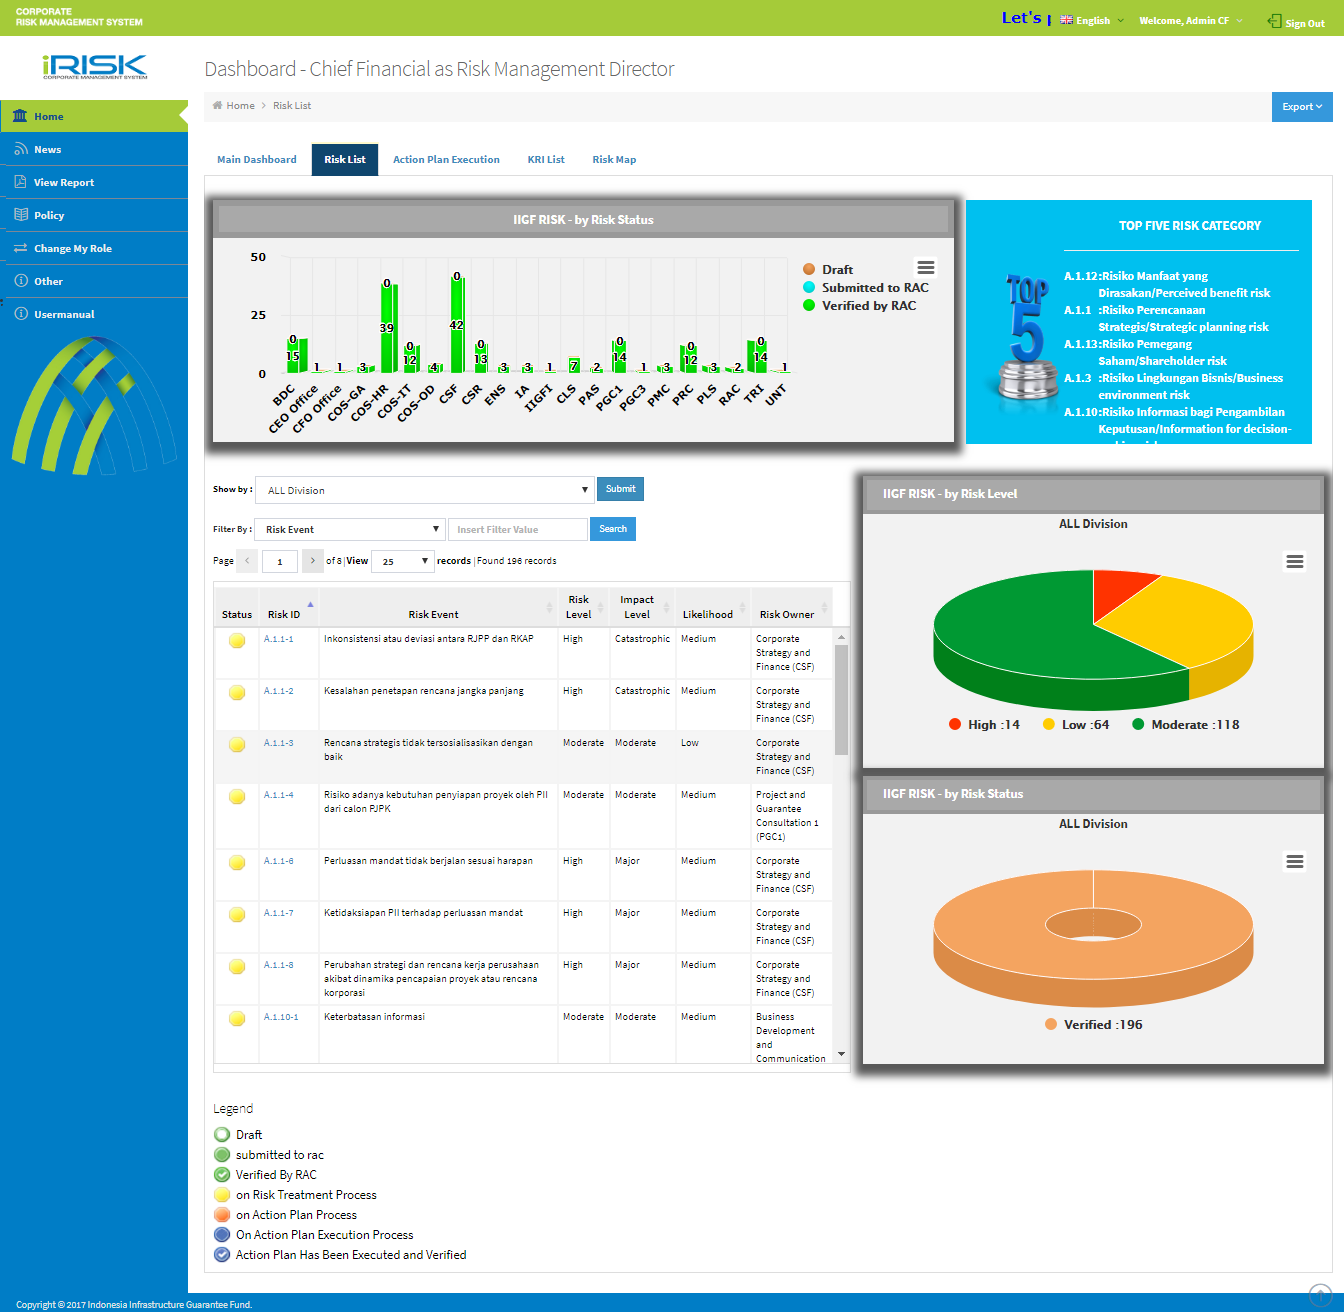 CORPORATE
RISK MANAGEMENT SYSTEM
Let's
English
Welcome, Admin CF
Sign Out
iRISK
CORPORATE MANAGEMENT SYSTEM
Dashboard - Chief Financial as Risk Management Director
Home > Risk List
Export
Home
News
View Report
Policy
Change My Role
Other
Usermanual
Main Dashboard
Risk List
Action Plan Execution
KRI List
Risk Map
IIGF RISK - by Risk Status
50
25
0
0 15 1 1 3 0 39 0 12 4 0 42 0 13 3 3 1 7 2 0 14 1 3 0 12 3 2 0 14 1
BDC
CEO Office
CFO Office
COS-GA
COS-HR
COS-IT
COS-OD
CSF
CSR
ENS
IA
IIGFI
CLS
PAS
PGC1
PGC3
PMC
PRC
PLS
RAC
TRI
UNT
Draft
Submitted to RAC
Verified by RAC
TOP FIVE RISK CATEGORY
TOP
5
A.1.12:Risiko Manfaat yang
Dirasakan/Perceived benefit risk
A.1.1 :Risiko Perencanaan
Strategis/Strategic planning risk
A.1.13:Risiko Pemegang
Saham/Shareholder risk
A.1.3 :Risiko Lingkungan Bisnis/Business
environment risk
A.1.10:Risiko Informasi bagi Pengambilan
Keputusan/Information for decision-
Show by : ALL Division Submit
Filter By : Risk Event Insert Filter Value Search
Page < 1 > of 8 | View 25 records | Found 196 records
Status Risk ID Risk Event Risk Level Impact Level Likelihood Risk Owner
A.1.1-1 Inkonsistensi atau deviasi antara RJPP dan RKAP High Catastrophic Medium Corporate
Strategy and
Finance (CSF)
A.1.1-2 Kesalahan penetapan rencana jangka panjang High Catastrophic Medium Corporate
Strategy and
Finance (CSF)
A.1.1-3 Rencana strategis tidak tersosialisasikan dengan Moderate Moderate Low Corporate
baik Strategy and
Finance (CSF)
A.1.1-4 Risiko adanya kebutuhan penyiapan proyek oleh PII Moderate Moderate Medium Project and
dari calon PJPK Guarantee
Consultation 1
(PGC1)
A.1.1-6 Perluasan mandat tidak berjalan sesuai harapan High Major Medium Corporate
Strategy and
Finance (CSF)
A.1.1-7 Ketidaksiapan PII terhadap perluasan mandat High Major Medium Corporate
Strategy and
Finance (CSF)
A.1.1-8 Perubahan strategi dan rencana kerja perusahaan High Major Medium Corporate
akibat dinamika pencapaian proyek atau rencana Strategy and
korporasi Finance (CSF)
A.1.10-1 Keterbatasan informasi Moderate Moderate Medium Business
Development
and
Communication
IIGF RISK - by Risk Level
ALL Division
High :14 Low :64 Moderate :118
IIGF RISK - by Risk Status
ALL Division
Verified :196
Legend
Draft
submitted to rac
Verified By RAC
on Risk Treatment Process
on Action Plan Process
On Action Plan Execution Process
Action Plan Has Been Executed and Verified
Copyright © 2017 Indonesia Infrastructure Guarantee Fund.